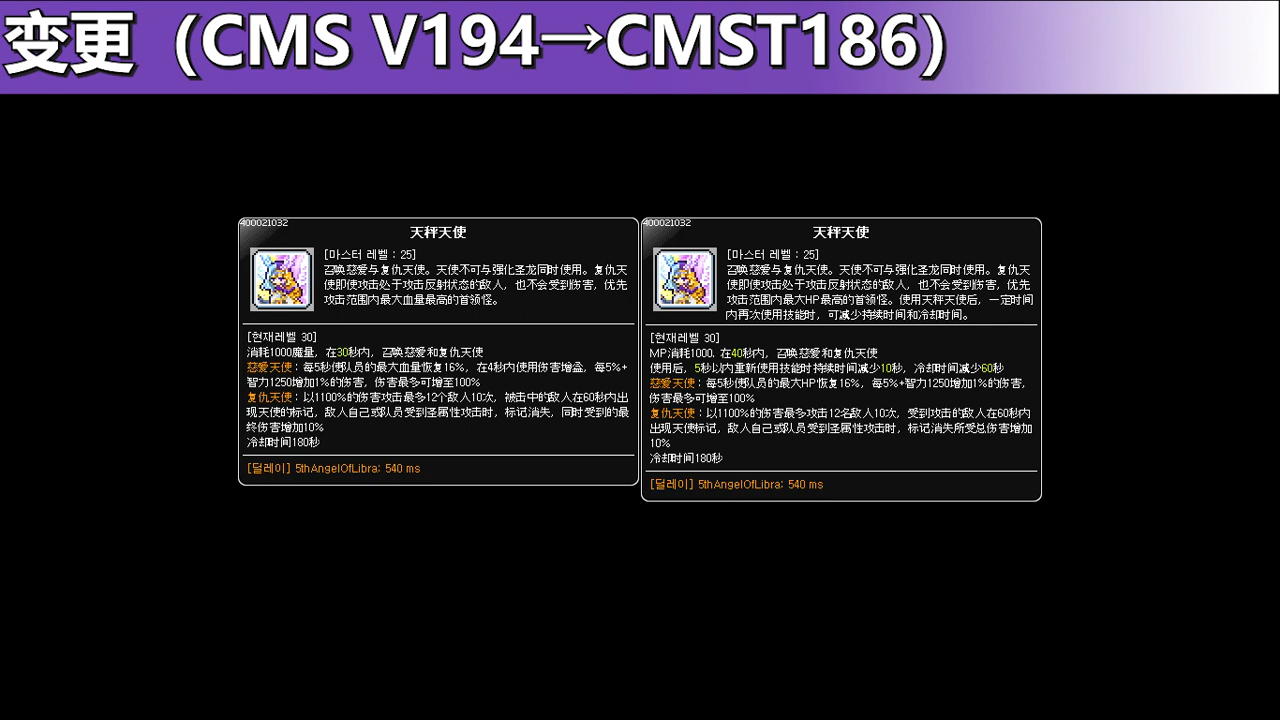 变更（CMS V194→CMST186）
400021032
天秤天使
[마스터 레벨 : 25]
召唤慈爱与复仇天使。天使不可与强化圣龙同时使用。复仇天
使即使攻击处于攻击反射状态的敌人，也不会受到伤害，优先
攻击范围内最大血量最高的首领怪。
[현재레벨 30]
消耗1000魔量，在30秒内，召唤慈爱和复仇天使
慈爱天使：每5秒使队员的最大血量恢复16%，在4秒内使用伤害增益，每5%+
智力1250增加1%的伤害，伤害最多可增至100%
复仇天使：以1100%的伤害攻击最多12个敌人10次，被击中的敌人在60秒内出
现天使的标记，敌人自己或队员受到圣属性攻击时，标记消失，同时受到的最
终伤害增加10%
冷却时间180秒
[딜레이] 5thAngelOfLibra: 540 ms
400021032
天秤天使
[마스터 레벨 : 25]
召唤慈爱与复仇天使。天使不可与强化圣龙同时使用。复仇天
使即使攻击处于攻击反射状态的敌人，也不会受到伤害，优先
攻击范围内最大HP最高的首领怪。使用天秤天使后，一定时间
内再次使用技能时，可减少持续时间和冷却时间。
[현재레벨 30]
MP消耗1000，在40秒内，召唤慈爱和复仇天使
使用后，5秒以内重新使用技能时持续时间减少10秒，冷却时间减少60秒
慈爱天使：每5秒使队员的最大HP恢复16%，每5%+智力1250增加1%的伤害，
伤害最多可增至100%
复仇天使：以1100%的伤害最多攻击12名敌人10次，受到攻击的敌人在60秒内
出现天使标记，敌人自己或队员受到圣属性攻击时，标记消失所受总伤害增加
10%
冷却时间180秒
[딜레이] 5thAngelOfLibra: 540 ms